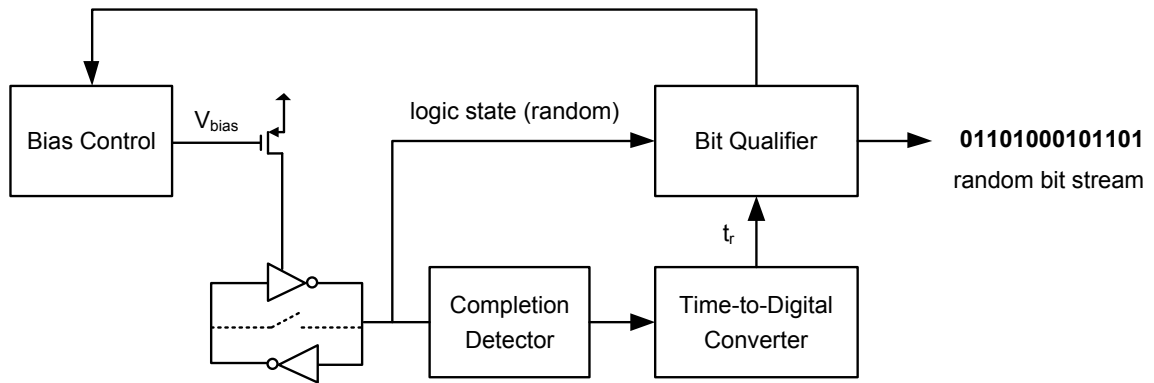 Bias Control
V_bias
logic state (random)
Bit Qualifier
01101000101101
random bit stream
t_r
Completion
Detector
Time-to-Digital
Converter